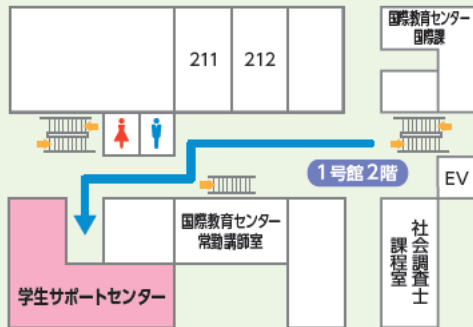 国際教育センター
国際課
211
212
1号館2階
EV
国際教育センター
常勤講師室
社会調査士
課程室
学生サポートセンター